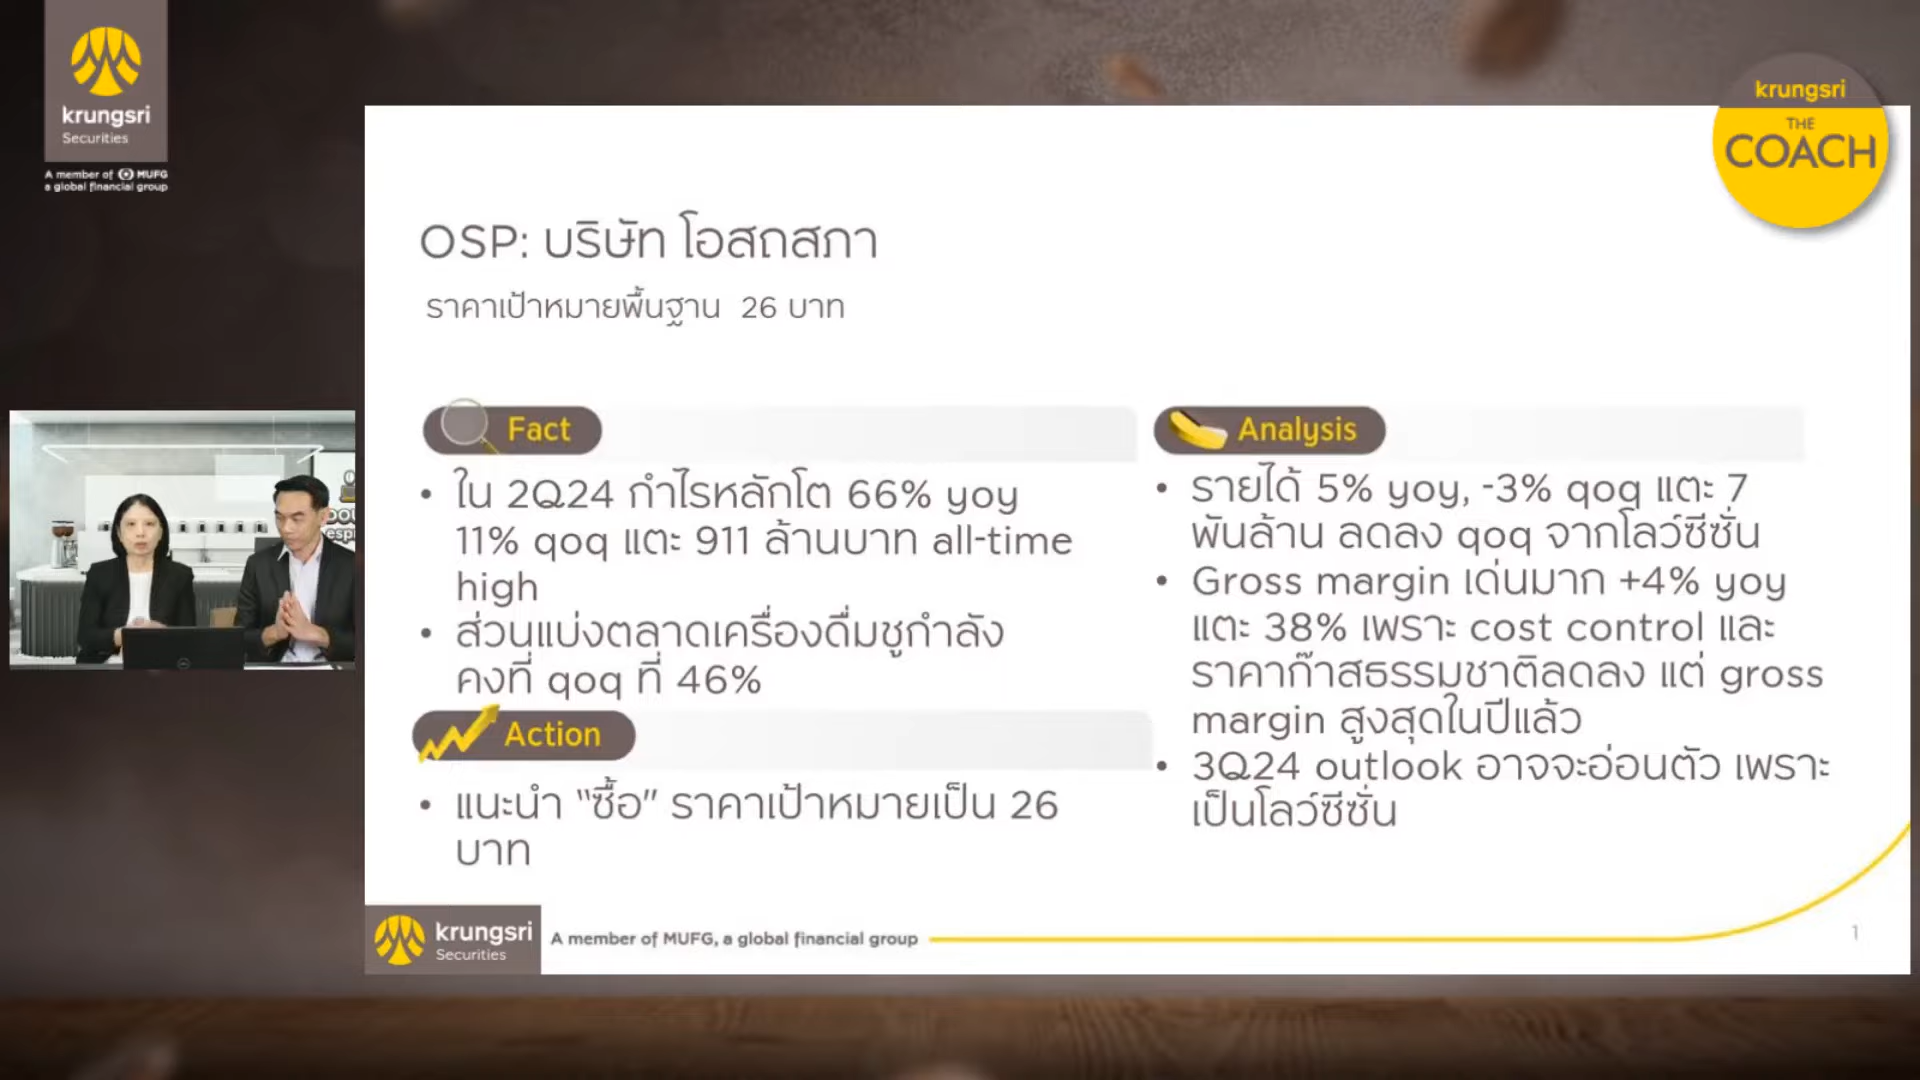 krungsri
Securities
A member of MUFG
a global financial group
krungsri
THE
COACH
OSP: บริษัท โอสถสภา
ราคาเป้าหมายพื้นฐาน 26 บาท
Fact
• ใน 2Q24 กำไรหลักโต 66% yoy
11% qoq แตะ 911 ล้านบาท all-time
high
• ส่วนแบ่งตลาดเครื่องดื่มชูกำลัง
คงที่ qoq ที่ 46%
Action
• แนะนำ "ซื้อ" ราคาเป้าหมายเป็น 26
บาท
Analysis
• รายได้ 5% yoy, -3% qoq แตะ 7
พันล้าน ลดลง qoq จากโลว์ซีซั่น
• Gross margin เด่นมาก +4% yoy
แตะ 38% เพราะ cost control และ
ราคาก๊าสธรรมชาติลดลง แต่ gross
margin สูงสุดในปีแล้ว
• 3Q24 outlook อาจจะอ่อนตัว เพราะ
เป็นโลว์ซีซั่น
krungsri
Securities
A member of MUFG, a global financial group
1